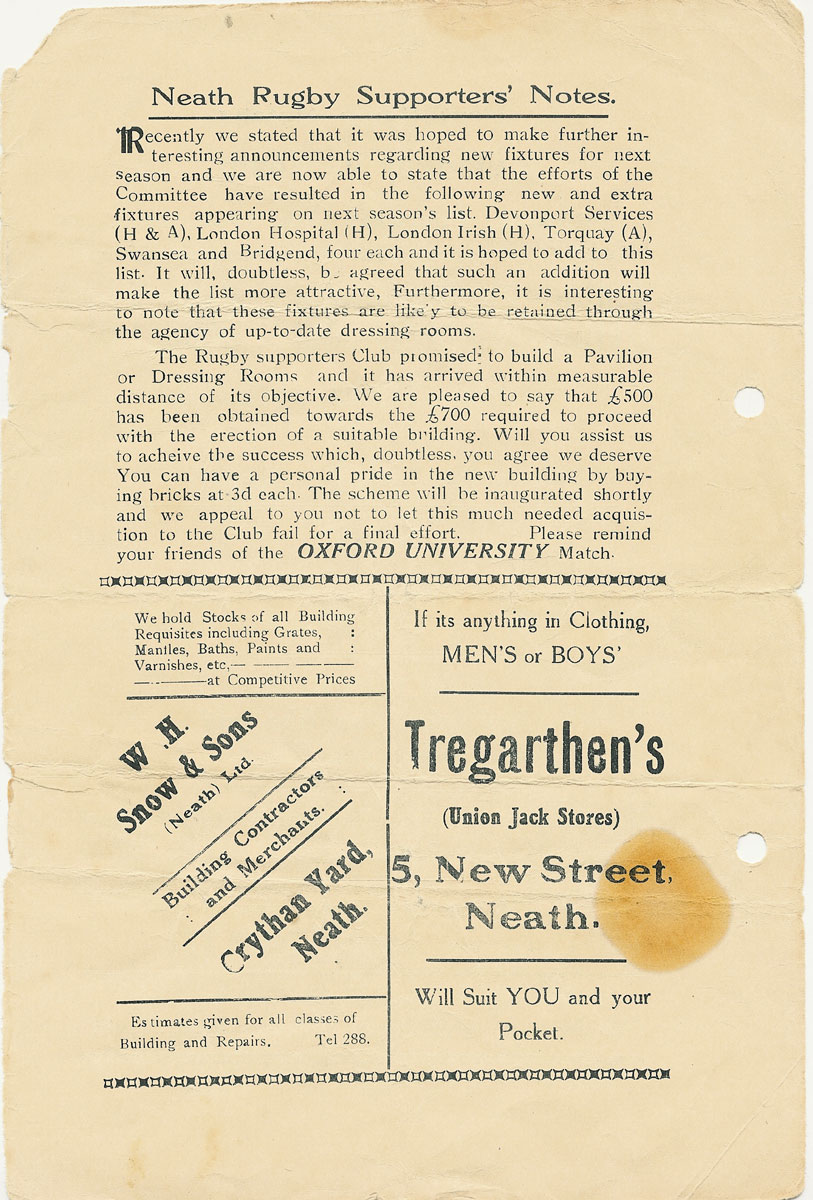 Neath Rugby Supporters' Notes.
Recently we stated that it was hoped to make further in-
teresting announcements regarding new fixtures for next
season and we are now able to state that the efforts of the
Committee have resulted in the following new and extra
fixtures appearing on next season's list. Devonport Services
(H & A), London Hospital (H), London Irish (H), Torquay (A),
Swansea and Bridgend, four each and it is hoped to add to this
list. It will, doubtless, b_ agreed that such an addition will
make the list more attractive, Furthermore, it is interesting
to note that these fixtures are like'y to be retained through
the agency of up-to-date dressing rooms.
The Rugby supporters Club promised to build a Pavilion
or Dressing Rooms and it has arrived within measurable
distance of its objective. We are pleased to say that £500
has been obtained towards the £700 required to proceed
with the erection of a suitable building. Will you assist us
to acheive the success which, doubtless, you agree we deserve
You can have a personal pride in the new building by buy-
ing bricks at 3d each. The scheme will be inaugurated shortly
and we appeal to you not to let this much needed acquis-
tion to the Club fail for a final effort. Please remind
your friends of the OXFORD UNIVERSITY Match.
We hold Stocks of all Building
Requisites including Grates, :
Mantles, Baths, Paints and :
Varnishes, etc,— —— —— ——
—.———at Competitive Prices
W .H.
Snow & Sons
(Neath) Ltd.
Building Contractors :
: and Merchants.
Crythan Yard,
Neath.
Estimates given for all classes of
Building and Repairs. Tel 288.
If its anything in Clothing,
MEN'S or BOYS'
Tregarthen's
(Union Jack Stores)
5, New Street,
Neath.
Will Suit YOU and your
Pocket.